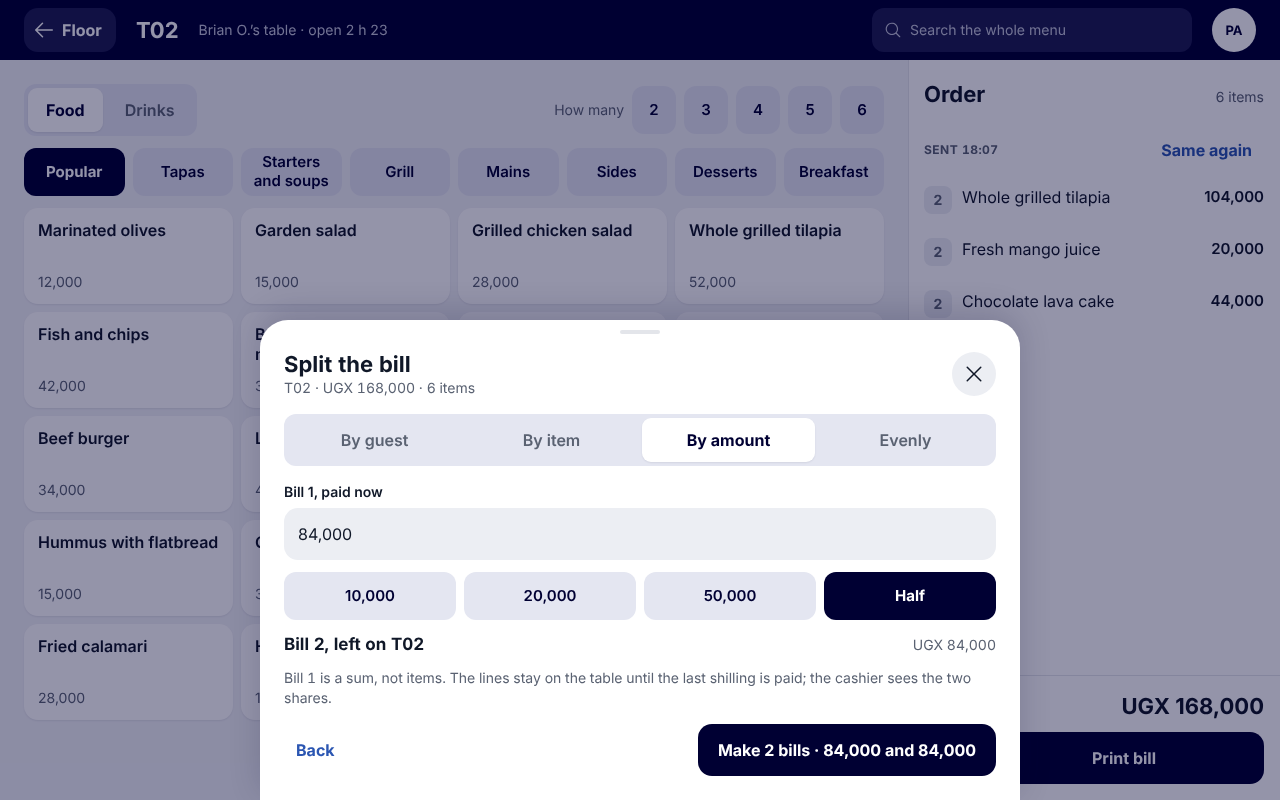 Floor
T02
Brian O.'s table · open 2 h 23
Search the whole menu
PA
Food
Drinks
How many
2
3
4
5
6
Popular
Tapas
Starters
and soups
Grill
Mains
Sides
Desserts
Breakfast
Marinated olives
12,000
Garden salad
15,000
Grilled chicken salad
28,000
Whole grilled tilapia
52,000
Fish and chips
42,000
Beef burger
34,000
Hummus with flatbread
15,000
Fried calamari
28,000
Order
6 items
SENT 18:07
Same again
2 Whole grilled tilapia 104,000
2 Fresh mango juice 20,000
2 Chocolate lava cake 44,000
UGX 168,000
Print bill
Split the bill
T02 · UGX 168,000 · 6 items
By guest
By item
By amount
Evenly
Bill 1, paid now
84,000
10,000
20,000
50,000
Half
Bill 2, left on T02
UGX 84,000
Bill 1 is a sum, not items. The lines stay on the table until the last shilling is paid; the cashier sees the two
shares.
Back
Make 2 bills · 84,000 and 84,000